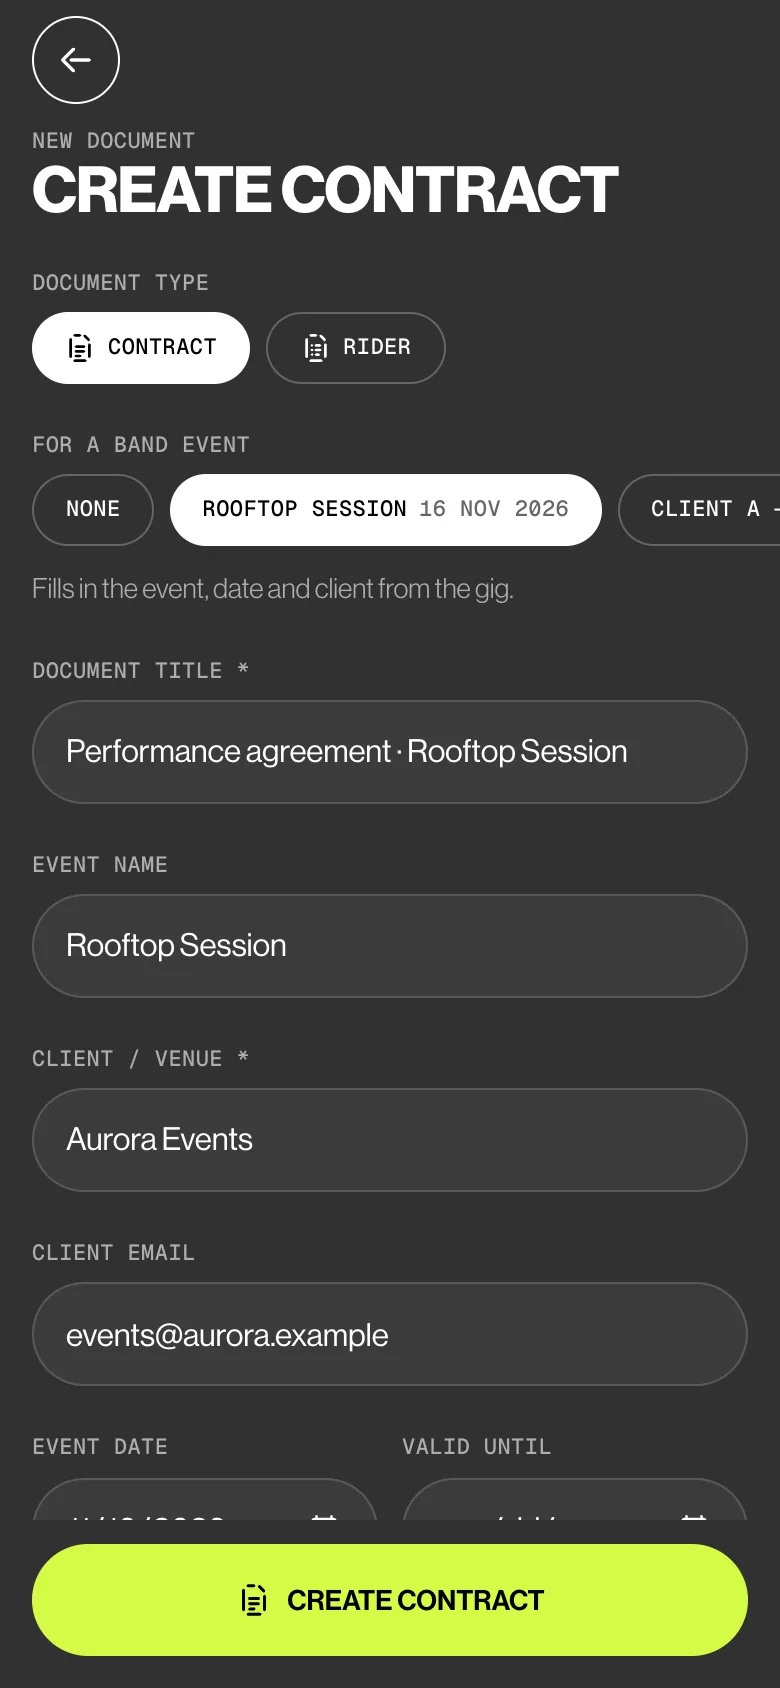 NEW DOCUMENT
CREATE CONTRACT
DOCUMENT TYPE
CONTRACT
RIDER
FOR A BAND EVENT
NONE
ROOFTOP SESSION 16 NOV 2026
CLIENT A
Fills in the event, date and client from the gig.
DOCUMENT TITLE *
Performance agreement · Rooftop Session
EVENT NAME
Rooftop Session
CLIENT / VENUE *
Aurora Events
CLIENT EMAIL
events@aurora.example
EVENT DATE
VALID UNTIL
CREATE CONTRACT